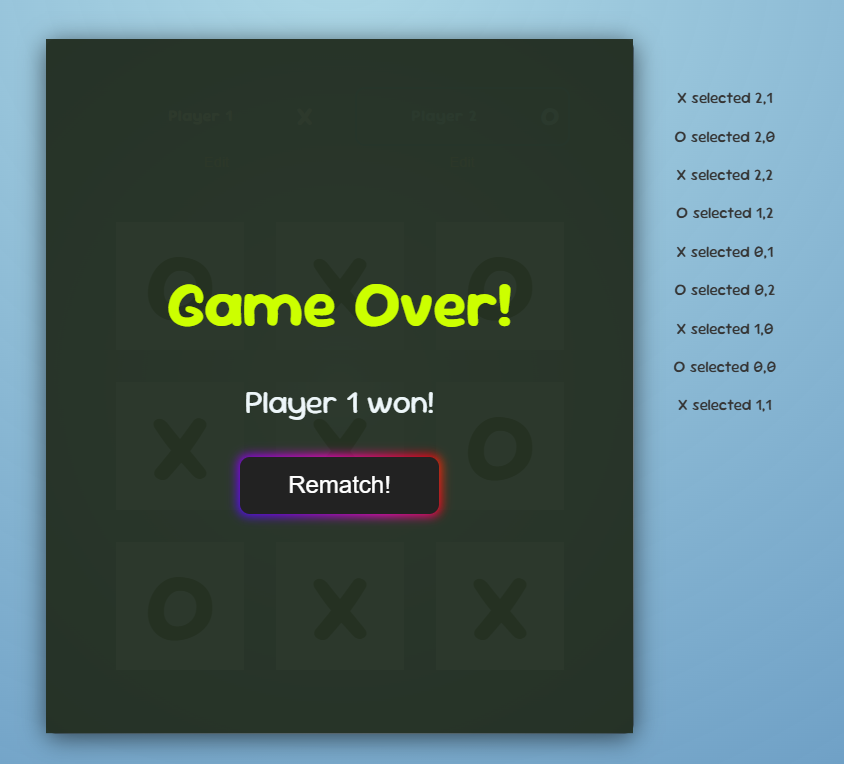 Player 1 X Player 2 O
O X O
Game Over!
Player 1 won!
X X O
Rematch!
O X X
X selected 2,1
O selected 2,0
X selected 2,2
O selected 1,2
X selected 0,1
O selected 0,2
X selected 1,0
O selected 0,0
X selected 1,1